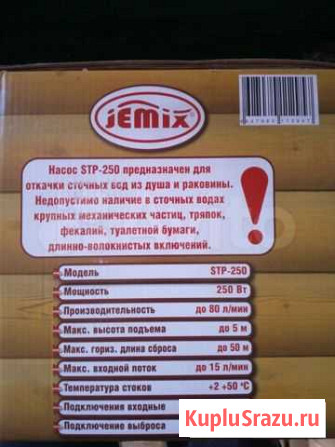 JEMIX
Насос STP-250 предназначен для
откачки сточных вод из душа и раковины.
Недопустимо наличие в сточных водах
крупных механических частиц, тряпок,
фекалий, туалетной бумаги,
длинно-волокнистых включений.
!
Модель STP-250
Мощность 250 Вт
Производительность до 80 л/мин
Макс. высота подъема до 5 м
Макс. гориз. длина сброса до 50 м
Макс. входной поток до 15 л/мин
Температура стоков +2 +50 °С
Подключения входные
Подключение выброса
KupluSrazu.ru